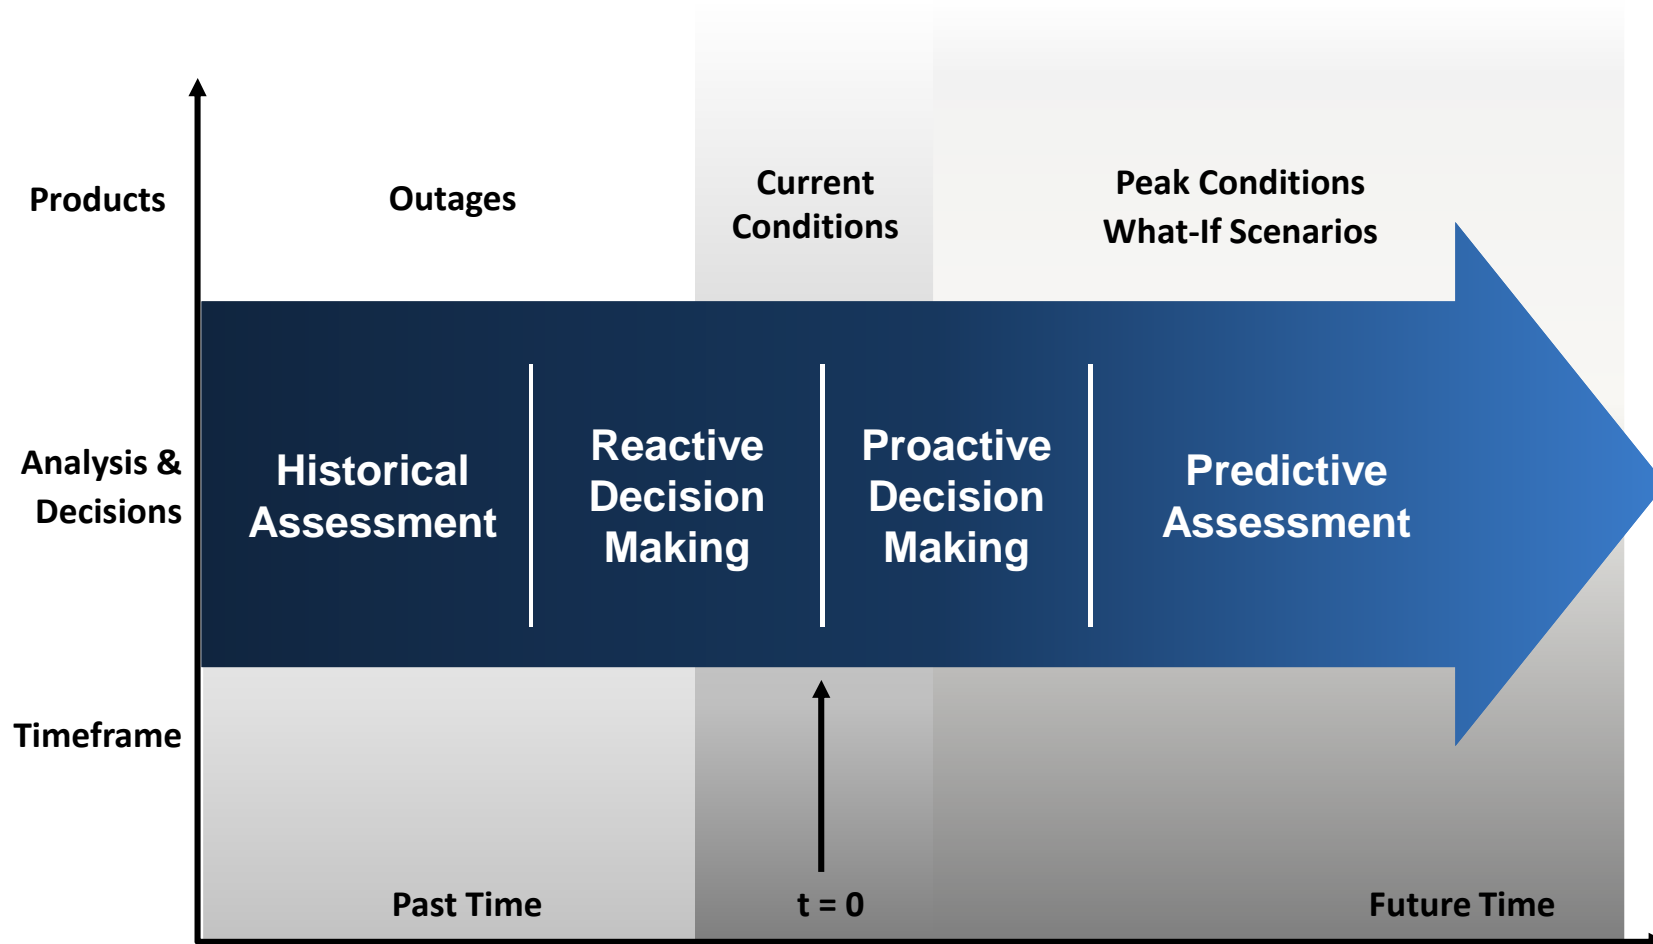 Products
Outages
Current
Conditions
Peak Conditions
What-If Scenarios
Analysis &
Decisions
Historical
Assessment
Reactive
Decision
Making
Proactive
Decision
Making
Predictive
Assessment
Timeframe
Past Time
t = 0
Future Time